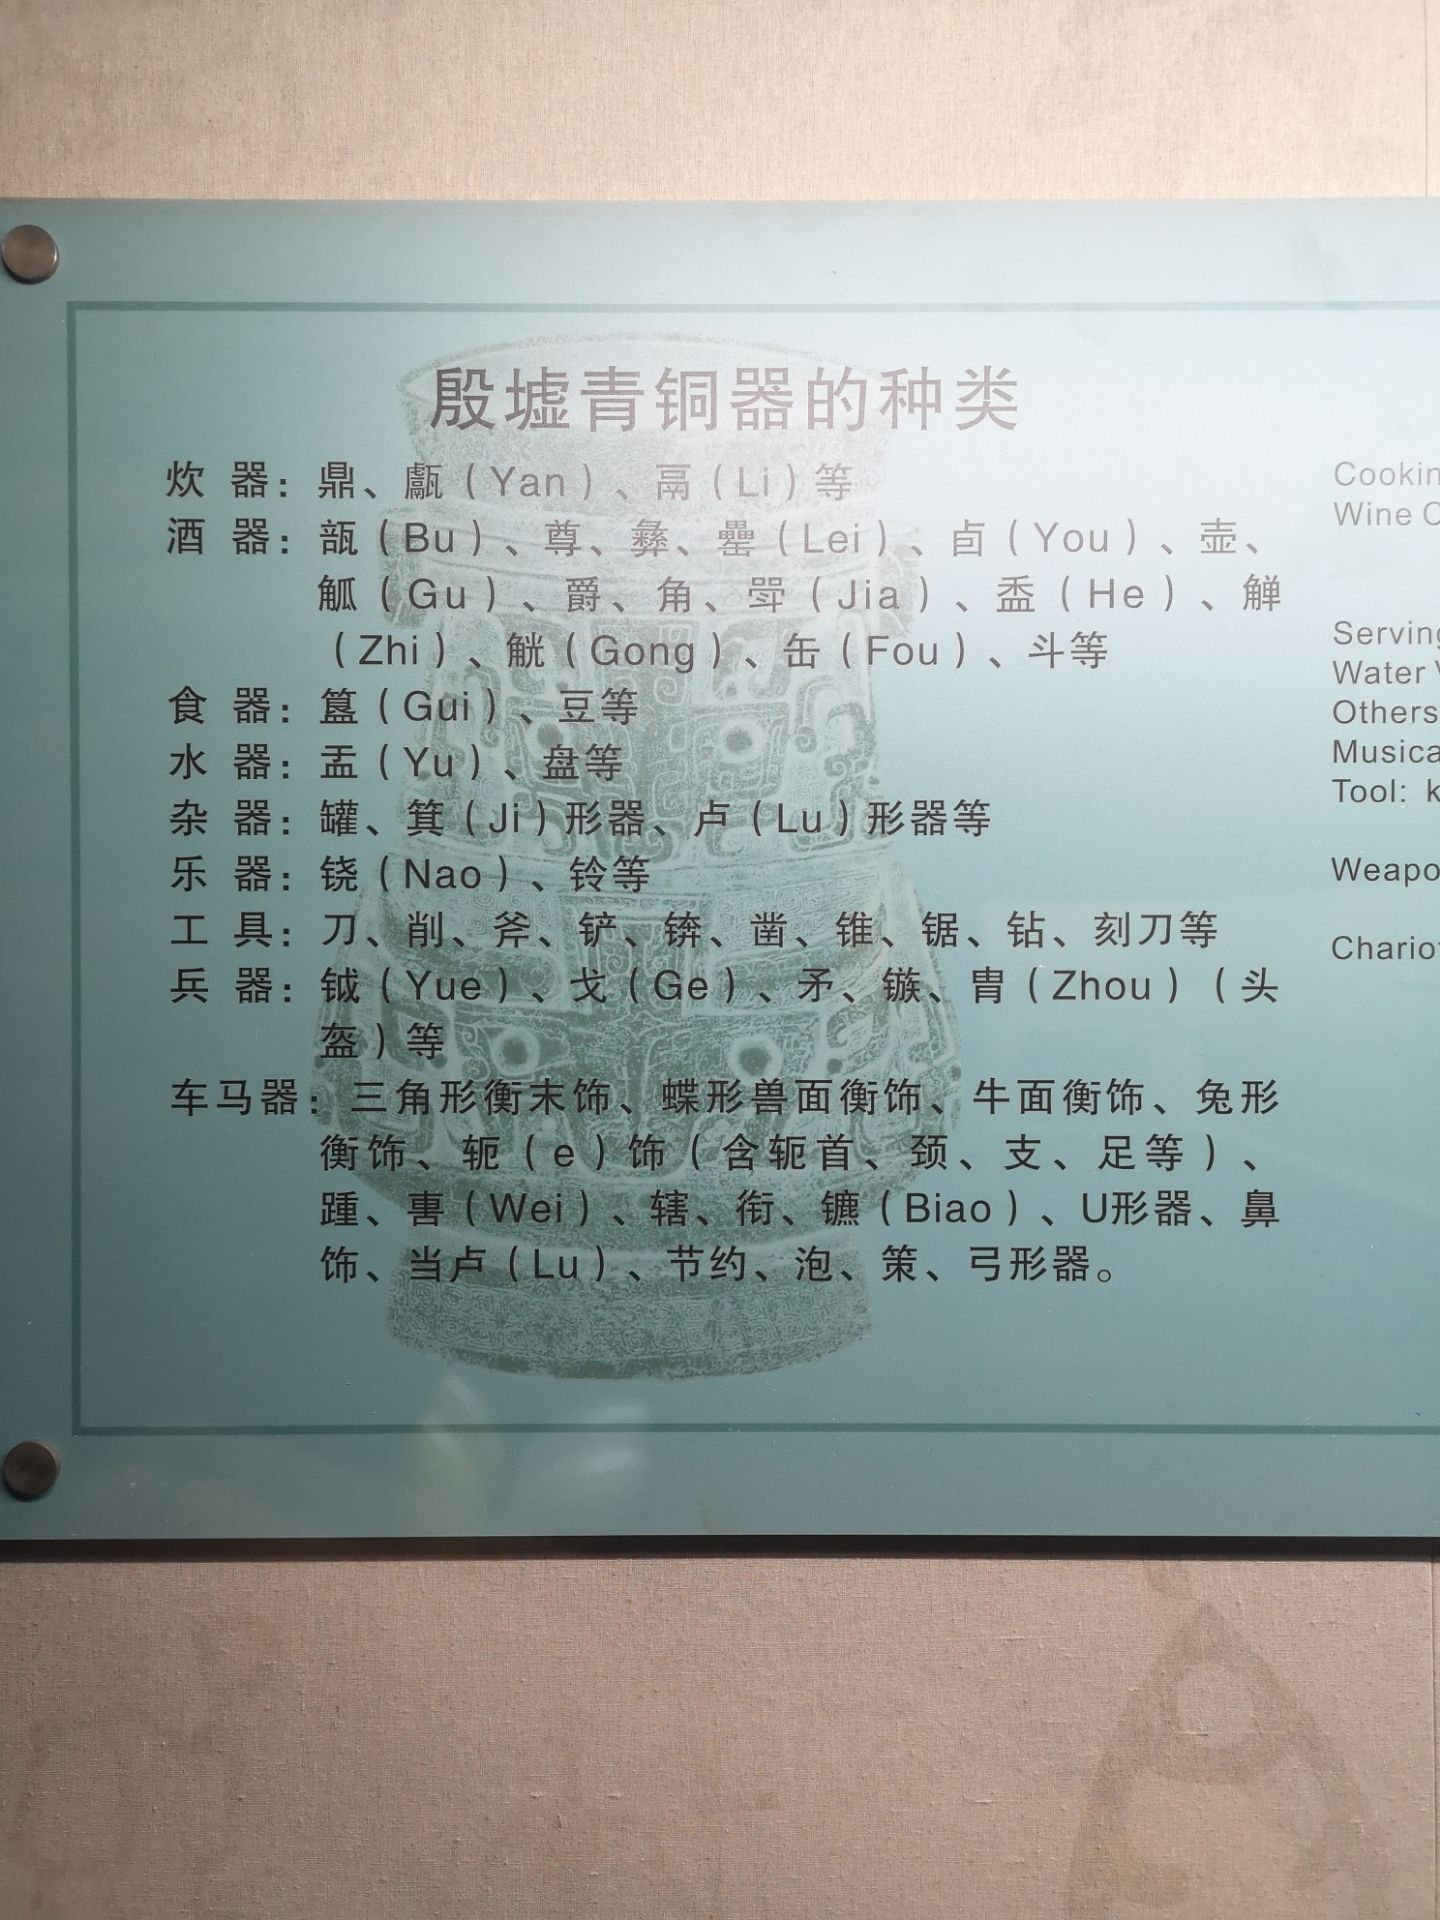 殷墟青铜器的种类
炊 器：鼎、甗（Yan）、鬲（Li）等
酒 器：瓿（Bu）、尊、彝、罍（Lei）、卣（You）、壶、
觚（Gu）、爵、角、斝（Jia）、盉（He）、觯
（Zhi）、觥（Gong）、缶（Fou）、斗等
食 器：簋（Gui）、豆等
水 器：盂（Yu）、盘等
杂 器：罐、箕（Ji）形器、卢（Lu）形器等
乐 器：铙（Nao）、铃等
工 具：刀、削、斧、铲、锛、凿、锥、锯、钻、刻刀等
兵 器：钺（Yue）、戈（Ge）、矛、镞、胄（Zhou）（头
盔）等
车马器：三角形衡末饰、蝶形兽面衡饰、牛面衡饰、兔形
衡饰、轭（e）饰（含轭首、颈、支、足等）、
踵、軎（Wei）、辖、衔、镳（Biao）、U形器、鼻
饰、当卢（Lu）、节约、泡、策、弓形器。
Cookin
Wine C
Serving
Water V
Others
Musica
Tool: k
Weapo
Chariot